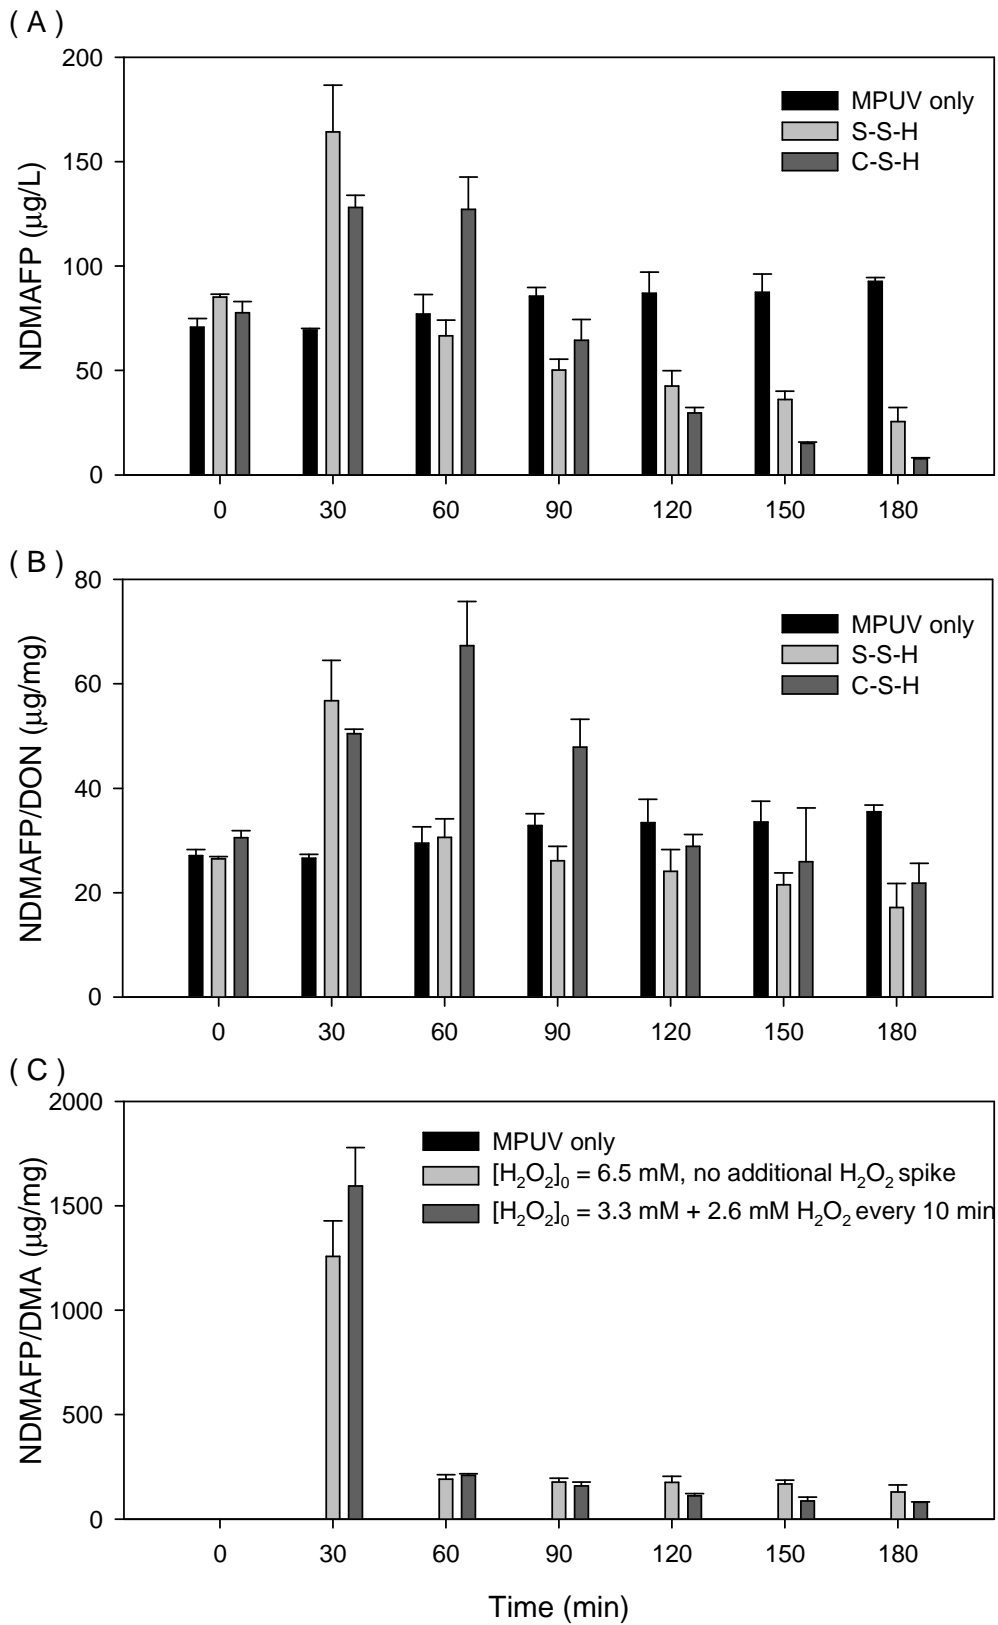 ( A )
200
150
100
50
0
NDMAFP (μg/L)
MPUV only
S-S-H
C-S-H
0 30 60 90 120 150 180
( B )
80
60
40
20
0
NDMAFP/DON (μg/mg)
MPUV only
S-S-H
C-S-H
0 30 60 90 120 150 180
( C )
2000
1500
1000
500
0
NDMAFP/DMA (μg/mg)
MPUV only
[H₂O₂]₀ = 6.5 mM, no additional H₂O₂ spike
[H₂O₂]₀ = 3.3 mM + 2.6 mM H₂O₂ every 10 min
0 30 60 90 120 150 180
Time (min)